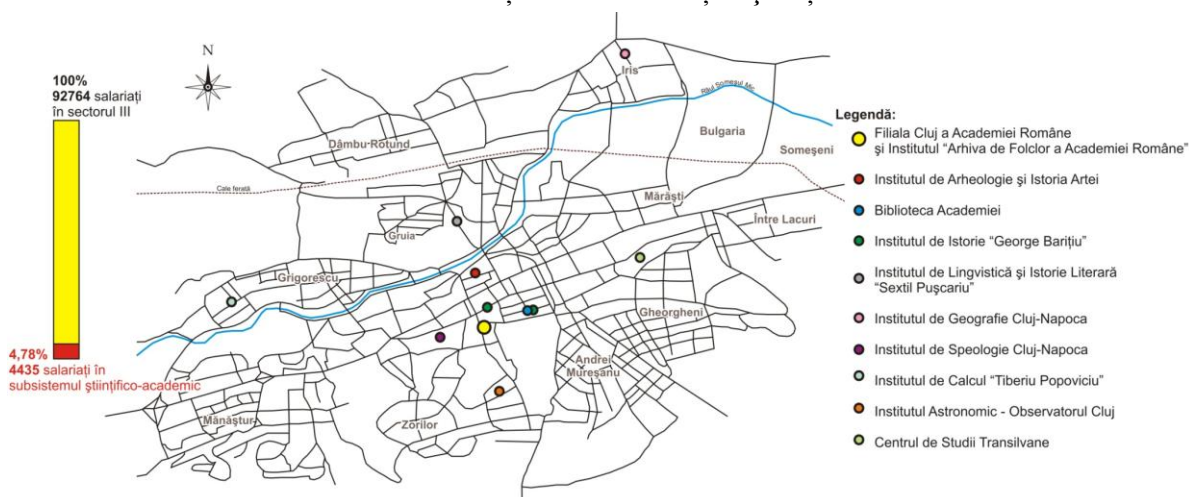 N
100%
92764 salariați
în sectorul III
4,78%
4435 salariați în
subsistemul științifico-academic
Iris
Râul Someșul Mic
Bulgaria
Someșeni
Dâmbu-Rotund
Cale ferată
Mărăști
Între Lacuri
Gruia
Grigorescu
Gheorgheni
Andrei
Mureșanu
Mănăștur
Zorilor
Legendă:
Filiala Cluj a Academiei Române
și Institutul “Arhiva de Folclor a Academiei Române”
Institutul de Arheologie și Istoria Artei
Biblioteca Academiei
Institutul de Istorie “George Barițiu”
Institutul de Lingvistică și Istorie Literară
“Sextil Pușcariu”
Institutul de Geografie Cluj-Napoca
Institutul de Speologie Cluj-Napoca
Institutul de Calcul “Tiberiu Popoviciu”
Institutul Astronomic - Observatorul Cluj
Centrul de Studii Transilvane